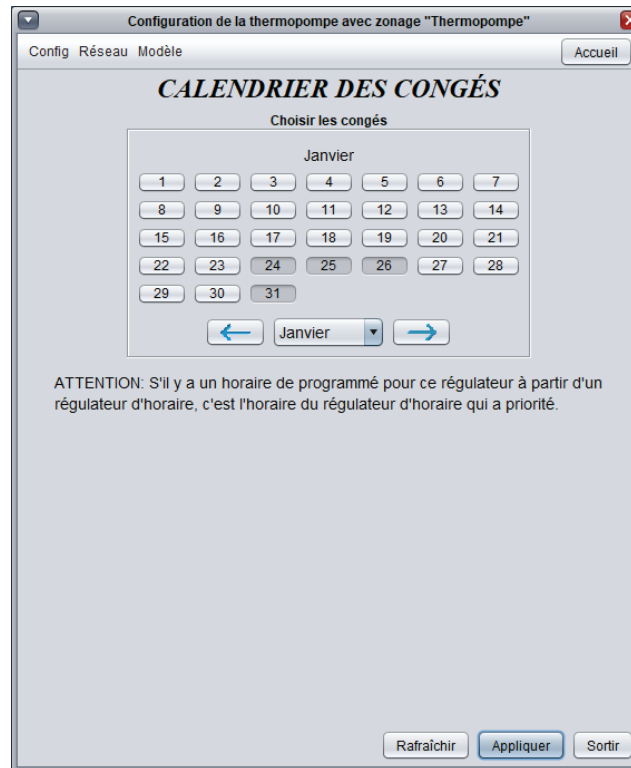 Configuration de la thermopompe avec zonage "Thermopompe"
Config Réseau Modèle Accueil
CALENDRIER DES CONGÉS
Choisir les congés
Janvier
1 2 3 4 5 6 7
8 9 10 11 12 13 14
15 16 17 18 19 20 21
22 23 24 25 26 27 28
29 30 31
Janvier
ATTENTION: S'il y a un horaire de programmé pour ce régulateur à partir d'un
régulateur d'horaire, c'est l'horaire du régulateur d'horaire qui a priorité.
Rafraîchir Appliquer Sortir